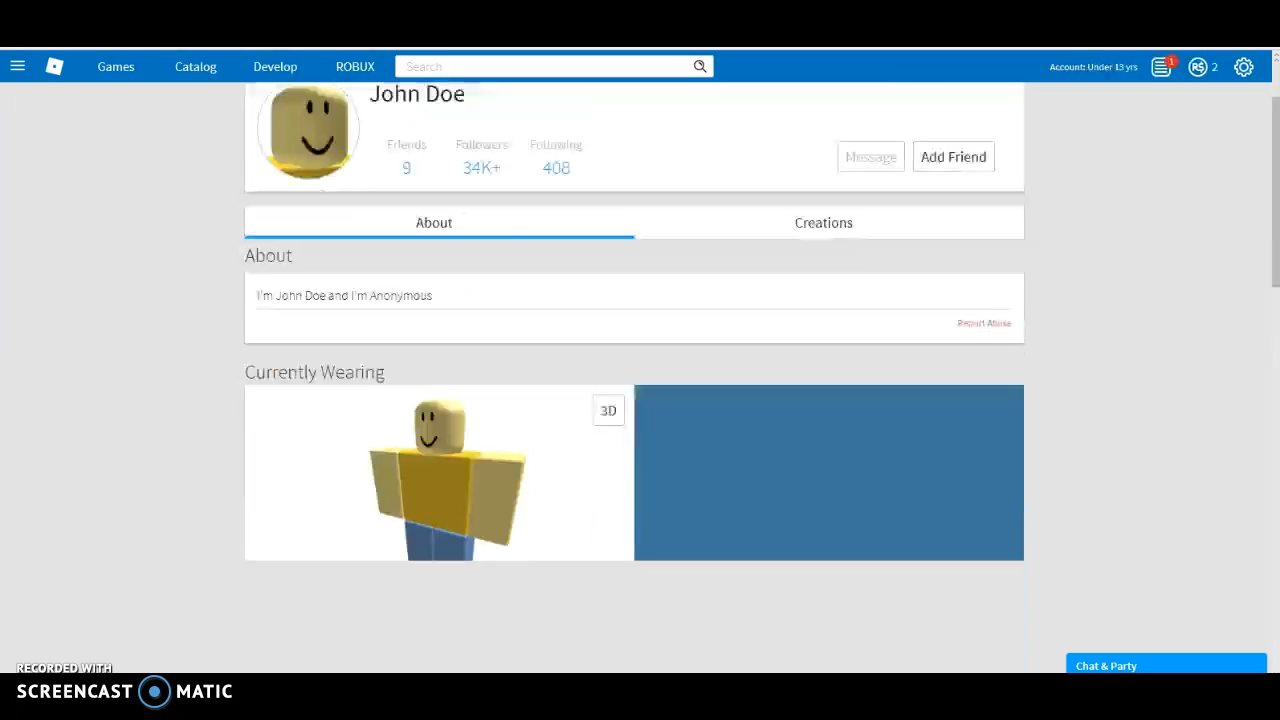 Games Catalog Develop ROBUX Search Account: Under 13 yrs 1 2
John Doe
Friends Followers Following
9 34K+ 408
Message Add Friend
About Creations
About
I'm John Doe and I'm Anonymous
Report Abuse
Currently Wearing
3D
Chat & Party
RECORDED WITH
SCREENCAST MATIC